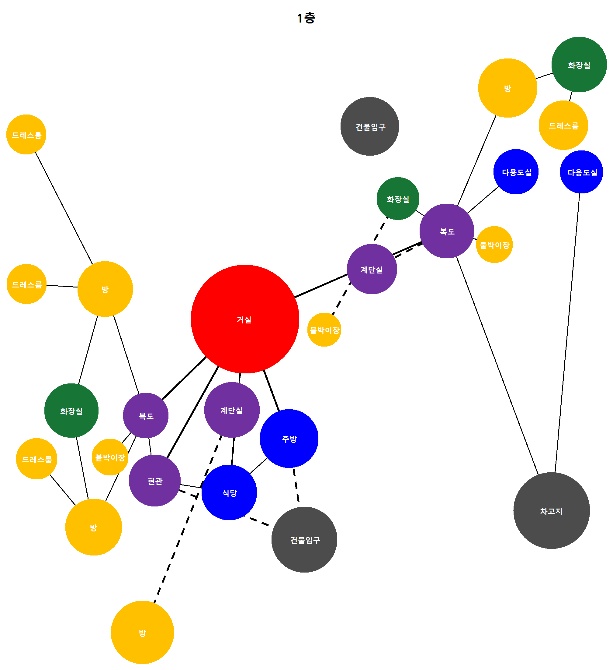 1층
화장실
방
드레스룸
건물입구
드레스룸
다용도실
다용도실
화장실
복도
붙박이장
계단실
드레스룸
방
거실
붙박이장
화장실
복도
계단실
주방
드레스룸
붙박이장
현관
식당
차고지
방
건물입구
방